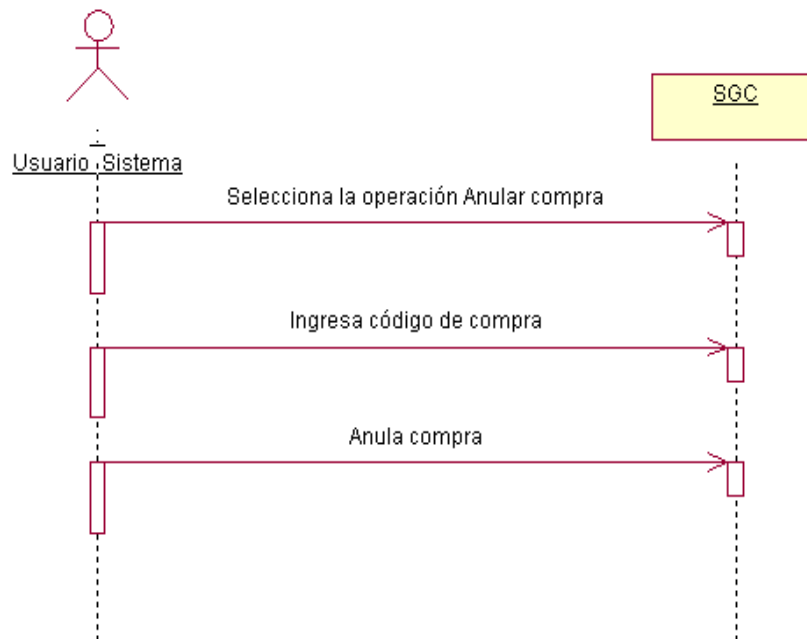 SGC
Usuario Sistema
Selecciona la operación Anular compra
Ingresa código de compra
Anula compra